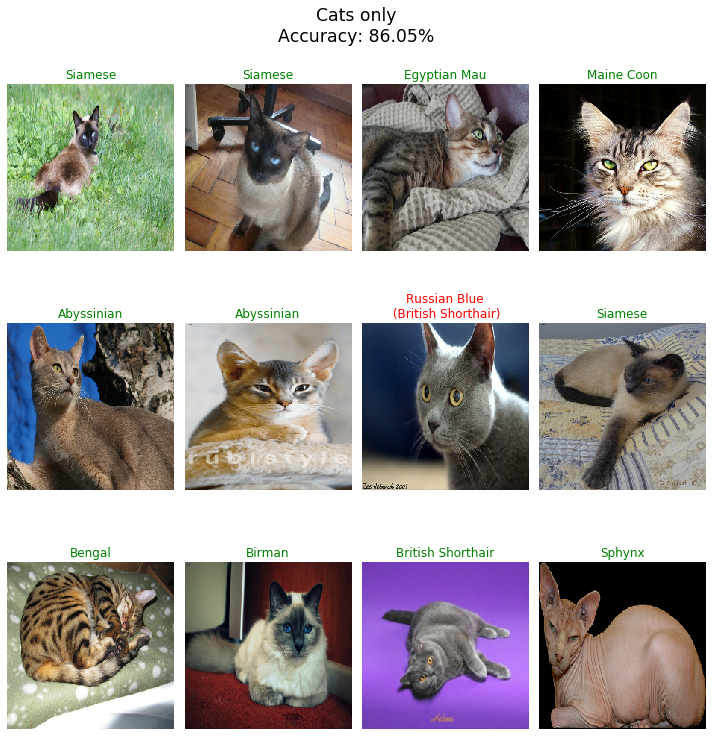 Cats only
Accuracy: 86.05%
Siamese
Siamese
Egyptian Mau
Maine Coon
Abyssinian
Abyssinian
Russian Blue
(British Shorthair)
Siamese
rubistyle
Bengal
Birman
British Shorthair
Sphynx